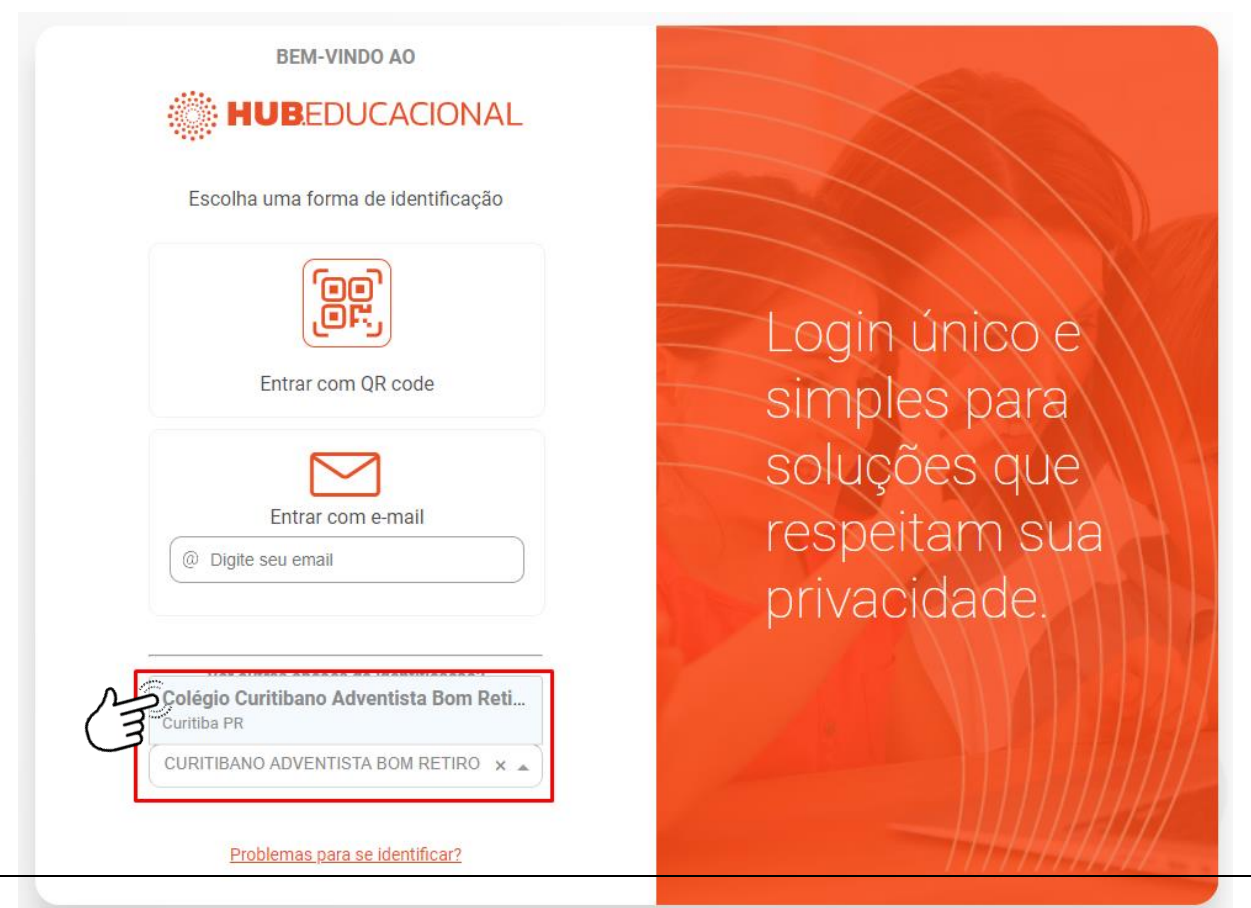 BEM-VINDO AO
HUB.EDUCACIONAL
Escolha uma forma de identificação
Entrar com QR code
Entrar com e-mail
@ Digite seu email
Colégio Curitibano Adventista Bom Reti...
Curitiba PR
CURITIBANO ADVENTISTA BOM RETIRO
Problemas para se identificar?
Login único e
simples para
soluções que
respeitam sua
privacidade.